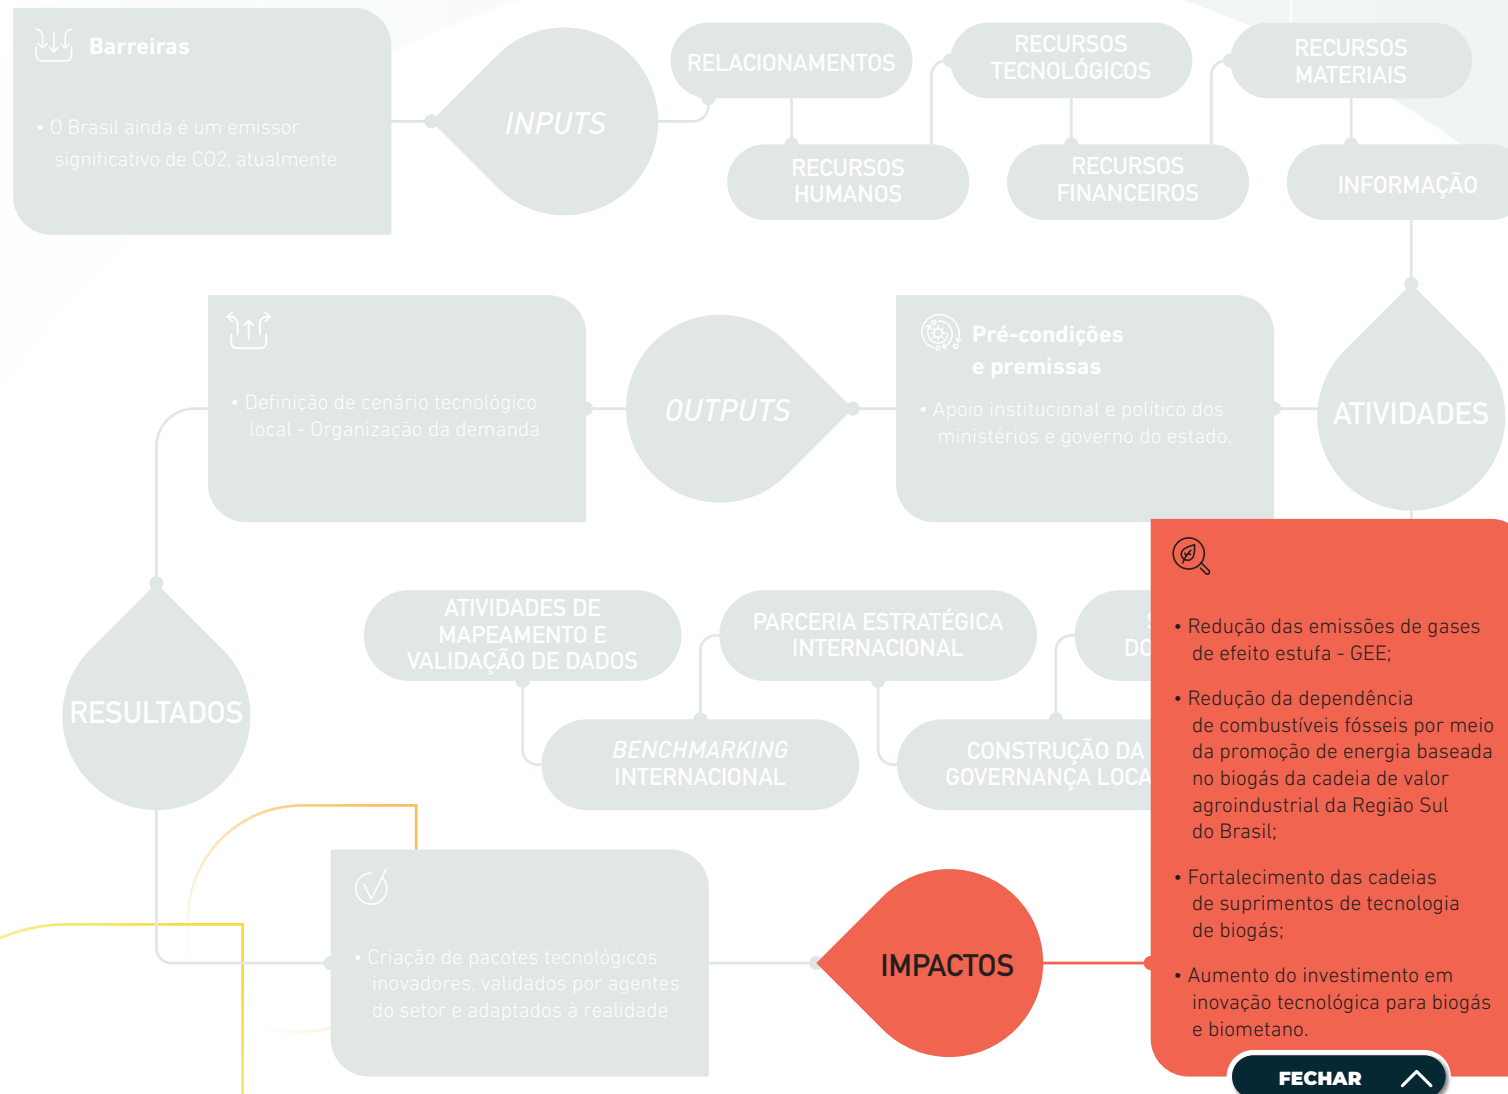 Barreiras
• O Brasil ainda é um emissor
significativo de CO2, atualmente
INPUTS
RELACIONAMENTOS
RECURSOS
HUMANOS
RECURSOS
TECNOLÓGICOS
RECURSOS
FINANCEIROS
RECURSOS
MATERIAIS
INFORMAÇÃO
ATIVIDADES
Pré-condições
e premissas
• Apoio institucional e político dos
ministérios e governo do estado.
OUTPUTS
• Definição de cenário tecnológico
local - Organização da demanda
RESULTADOS
ATIVIDADES DE
MAPEAMENTO E
VALIDAÇÃO DE DADOS
BENCHMARKING
INTERNACIONAL
PARCERIA ESTRATÉGICA
INTERNACIONAL
CONSTRUÇÃO DA
GOVERNANÇA LOCA
• Criação de pacotes tecnológicos
inovadores, validados por agentes
do setor e adaptados à realidade
IMPACTOS
• Redução das emissões de gases
de efeito estufa - GEE;
• Redução da dependência
de combustíveis fósseis por meio
da promoção de energia baseada
no biogás da cadeia de valor
agroindustrial da Região Sul
do Brasil;
• Fortalecimento das cadeias
de suprimentos de tecnologia
de biogás;
• Aumento do investimento em
inovação tecnológica para biogás
e biometano.
FECHAR